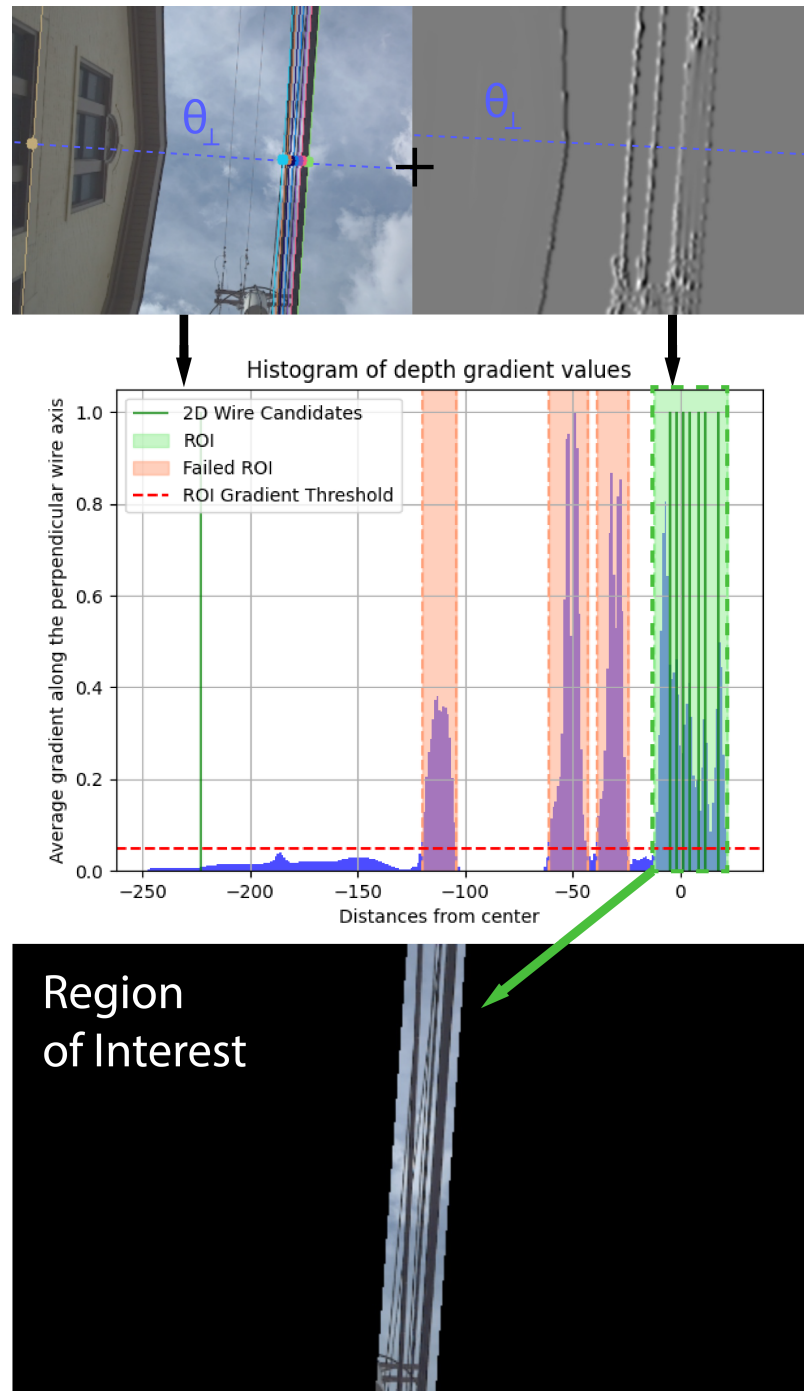 θ⊥
θ⊥
Histogram of depth gradient values
Average gradient along the perpendicular wire axis
1.0
0.8
0.6
0.4
0.2
0.0
2D Wire Candidates
ROI
Failed ROI
ROI Gradient Threshold
−250 −200 −150 −100 −50 0
Distances from center
Region
of Interest